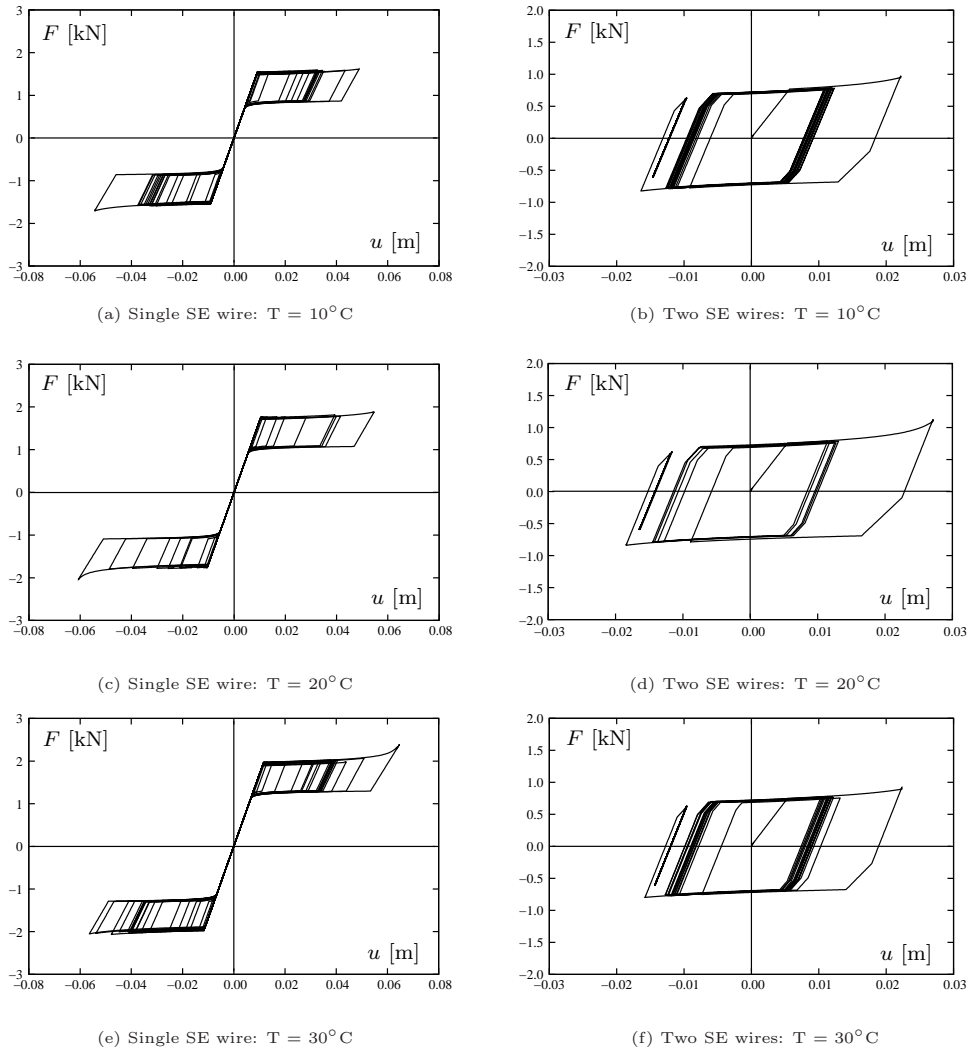 F [kN]
3
2
1
0
−1
−2
−3
u [m]
−0.08 −0.06 −0.04 −0.02 0.00 0.02 0.04 0.06 0.08
(a) Single SE wire: T = 10°C
F [kN]
2.0
1.5
1.0
0.5
0.0
−0.5
−1.0
−1.5
−2.0
u [m]
−0.03 −0.02 −0.01 0.00 0.01 0.02 0.03
(b) Two SE wires: T = 10°C
F [kN]
3
2
1
0
−1
−2
−3
u [m]
−0.08 −0.06 −0.04 −0.02 0.00 0.02 0.04 0.06 0.08
(c) Single SE wire: T = 20°C
F [kN]
2.0
1.5
1.0
0.5
0.0
−0.5
−1.0
−1.5
−2.0
u [m]
−0.03 −0.02 −0.01 0.00 0.01 0.02 0.03
(d) Two SE wires: T = 20°C
F [kN]
3
2
1
0
−1
−2
−3
u [m]
−0.08 −0.06 −0.04 −0.02 0.00 0.02 0.04 0.06 0.08
(e) Single SE wire: T = 30°C
F [kN]
2.0
1.5
1.0
0.5
0.0
−0.5
−1.0
−1.5
−2.0
u [m]
−0.03 −0.02 −0.01 0.00 0.01 0.02 0.03
(f) Two SE wires: T = 30°C